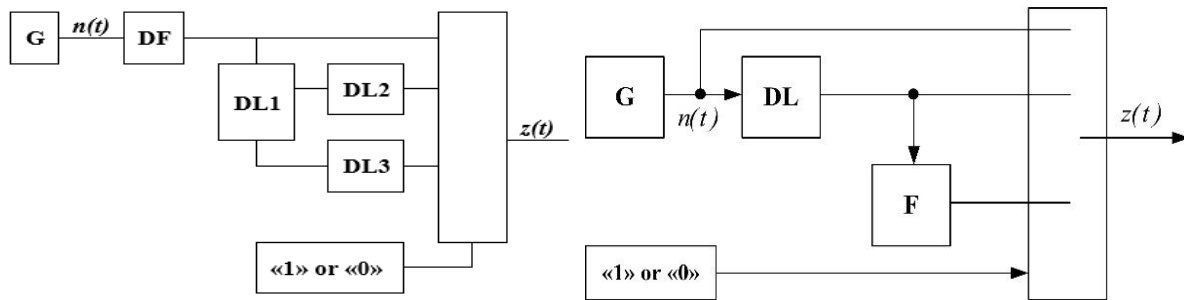 G
n(t)
DF
DL1
DL2
DL3
z(t)
«1» or «0»
G
n(t)
DL
F
z(t)
«1» or «0»